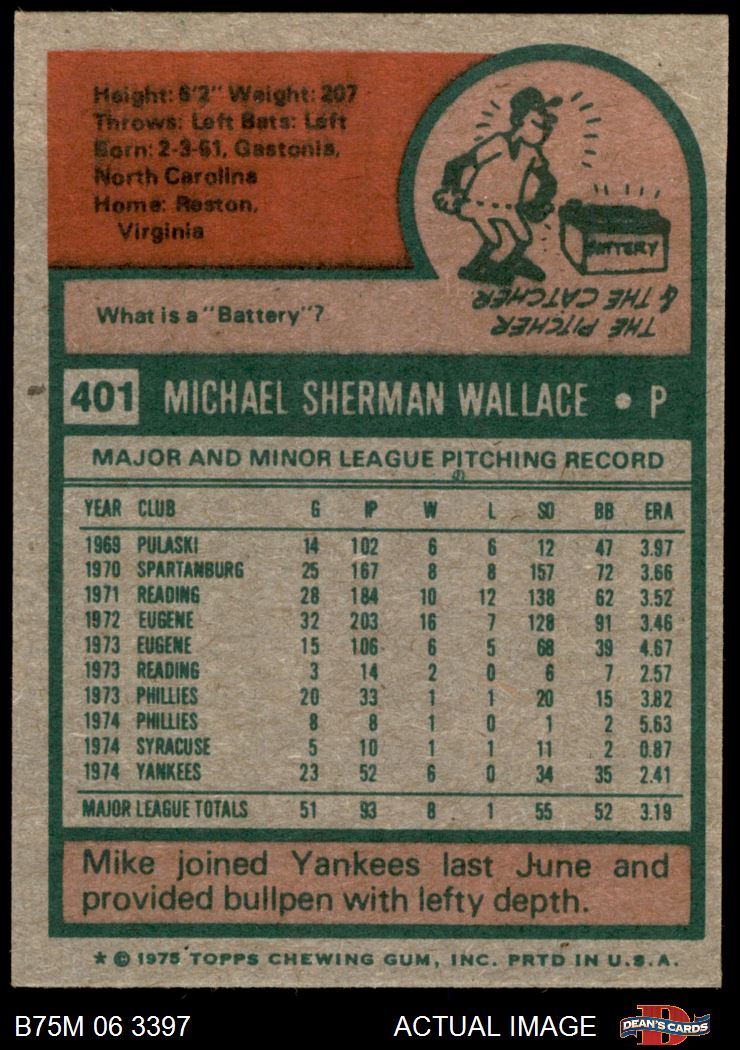 Height: 6'2" Weight: 207
Throws: Left Bats: Left
Born: 2-3-51, Gastonia,
North Carolina
Home: Reston,
Virginia
BATTERY
THE PITCHER
& THE CATCHER
What is a "Battery"?
401 MICHAEL SHERMAN WALLACE • P
MAJOR AND MINOR LEAGUE PITCHING RECORD
YEAR CLUB G IP W L SO BB ERA
1969 PULASKI 14 102 6 6 12 47 3.97
1970 SPARTANBURG 25 167 8 8 157 72 3.66
1971 READING 28 184 10 12 138 62 3.52
1972 EUGENE 32 203 16 7 128 91 3.46
1973 EUGENE 15 106 6 5 68 39 4.67
1973 READING 3 14 2 0 6 7 2.57
1973 PHILLIES 20 33 1 1 20 15 3.82
1974 PHILLIES 8 8 1 0 1 2 5.63
1974 SYRACUSE 5 10 1 1 11 2 0.87
1974 YANKEES 23 52 6 0 34 35 2.41
MAJOR LEAGUE TOTALS 51 93 8 1 55 52 3.19
Mike joined Yankees last June and
provided bullpen with lefty depth.
* © 1975 TOPPS CHEWING GUM, INC. PRTD IN U.S.A.
B75M 06 3397 ACTUAL IMAGE DEAN'S CARDS